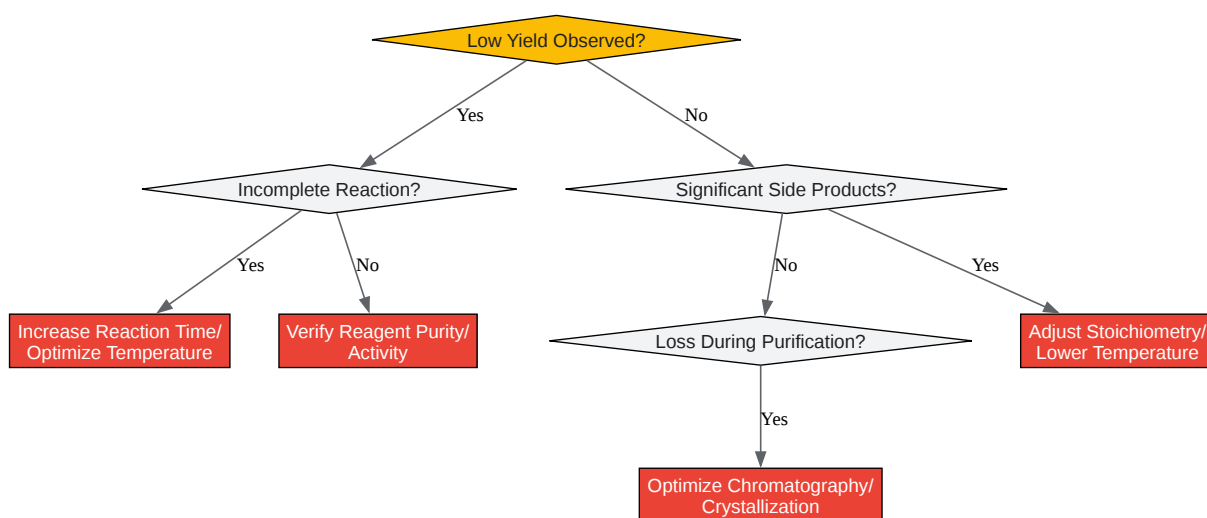 Low Yield Observed?
Yes
No
Incomplete Reaction?
Significant Side Products?
Yes
No
No
Yes
Increase Reaction Time/
Optimize Temperature
Verify Reagent Purity/
Activity
Loss During Purification?
Adjust Stoichiometry/
Lower Temperature
Yes
Optimize Chromatography/
Crystallization